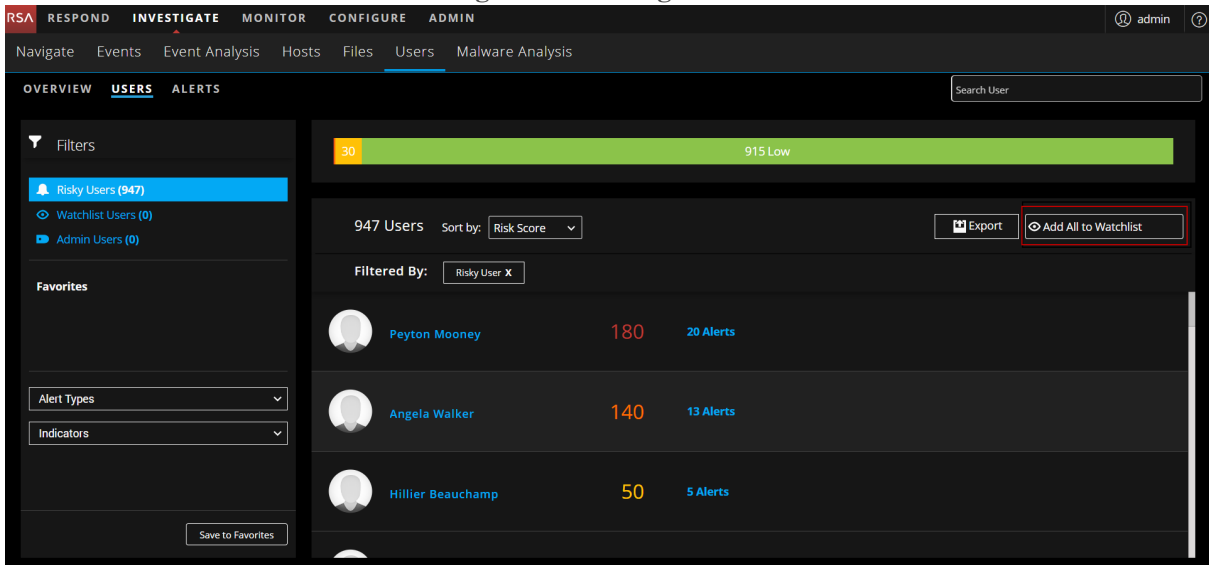 RSA RESPOND INVESTIGATE MONITOR CONFIGURE ADMIN admin ?
Navigate Events Event Analysis Hosts Files Users Malware Analysis
OVERVIEW USERS ALERTS Search User
Filters
Risky Users (947)
Watchlist Users (0)
Admin Users (0)
Favorites
Alert Types
Indicators
Save to Favorites
30 915 Low
947 Users Sort by: Risk Score Export Add All to Watchlist
Filtered By: Risky User X
Peyton Mooney 180 20 Alerts
Angela Walker 140 13 Alerts
Hillier Beauchamp 50 5 Alerts